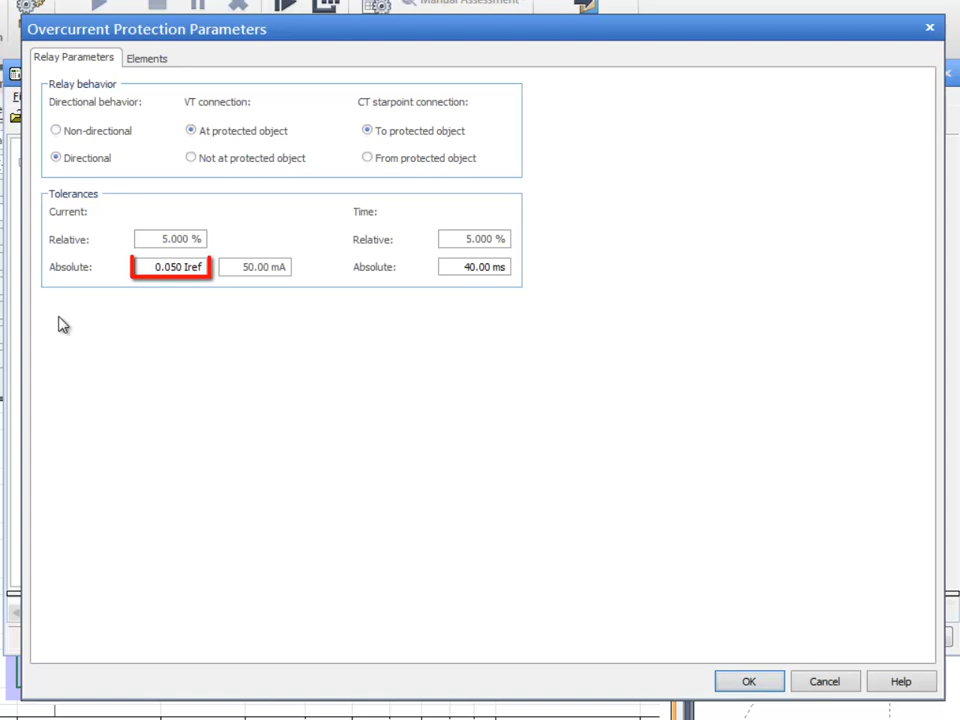 Manual Assessment
Overcurrent Protection Parameters
Relay Parameters Elements
Relay behavior
Directional behavior: VT connection: CT starpoint connection:
Non-directional At protected object To protected object
Directional Not at protected object From protected object
Tolerances
Current: Time:
Relative: 5.000 % Relative: 5.000 %
Absolute: 0.050 Iref 50.00 mA Absolute: 40.00 ms
OK Cancel Help